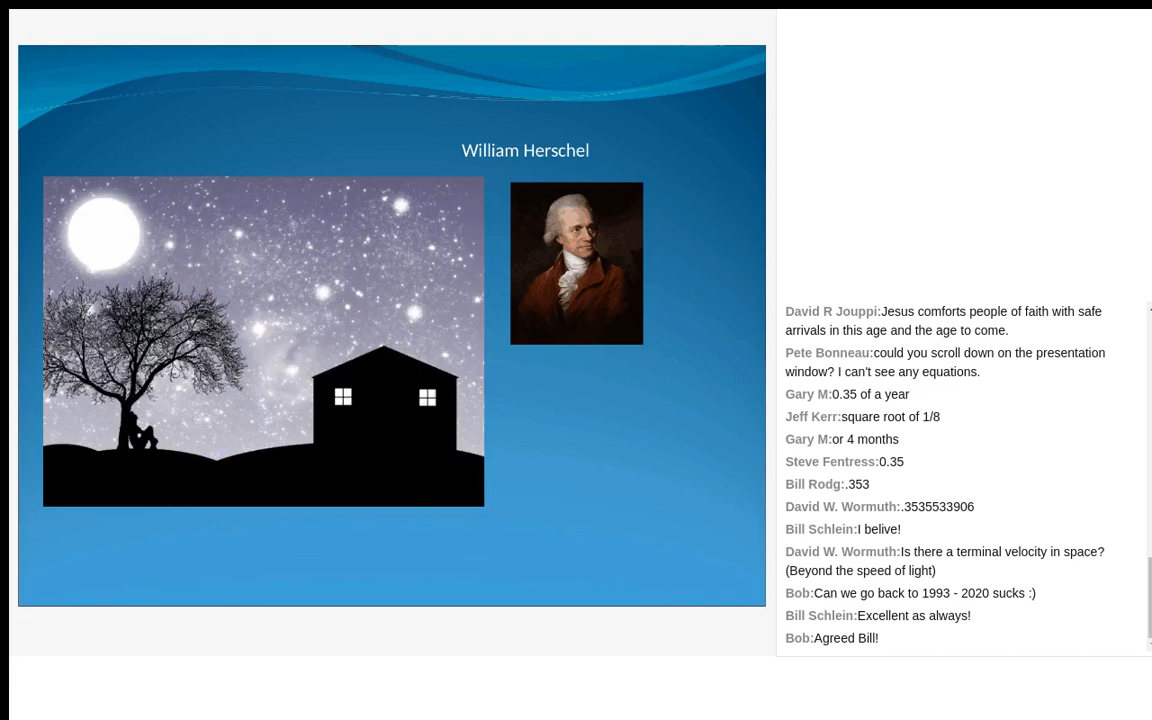 William Herschel
David R Jouppi:Jesus comforts people of faith with safe
arrivals in this age and the age to come.
Pete Bonneau:could you scroll down on the presentation
window? I can't see any equations.
Gary M:0.35 of a year
Jeff Kerr:square root of 1/8
Gary M:or 4 months
Steve Fentress:0.35
Bill Rodg:.353
David W. Wormuth:.3535533906
Bill Schlein:I belive!
David W. Wormuth:Is there a terminal velocity in space?
(Beyond the speed of light)
Bob:Can we go back to 1993 - 2020 sucks :)
Bill Schlein:Excellent as always!
Bob:Agreed Bill!